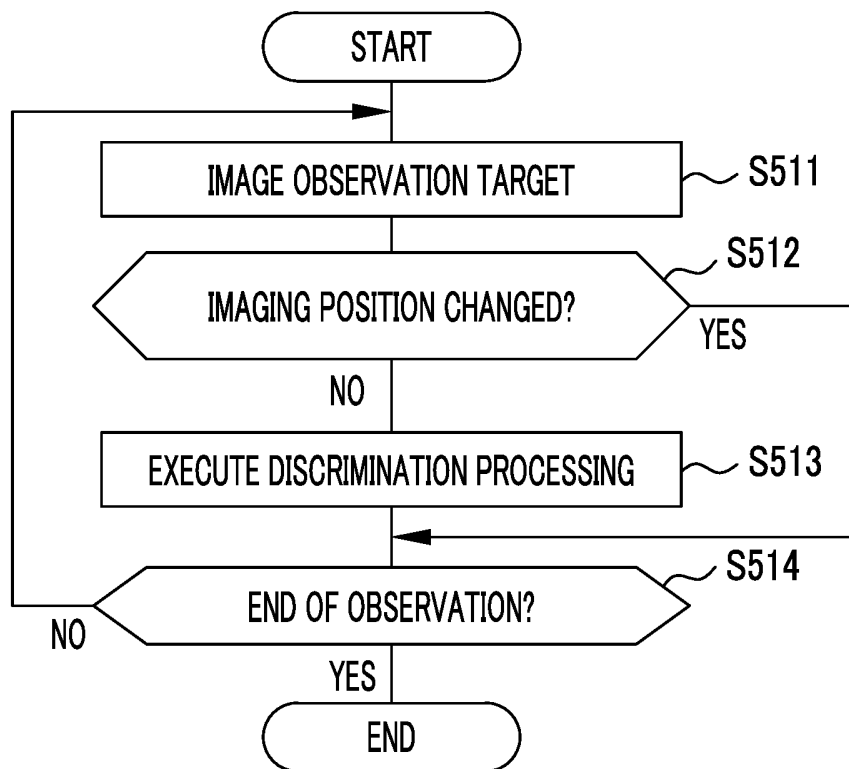 START
IMAGE OBSERVATION TARGET
S511
S512
IMAGING POSITION CHANGED?
YES
NO
EXECUTE DISCRIMINATION PROCESSING
S513
S514
END OF OBSERVATION?
NO
YES
END